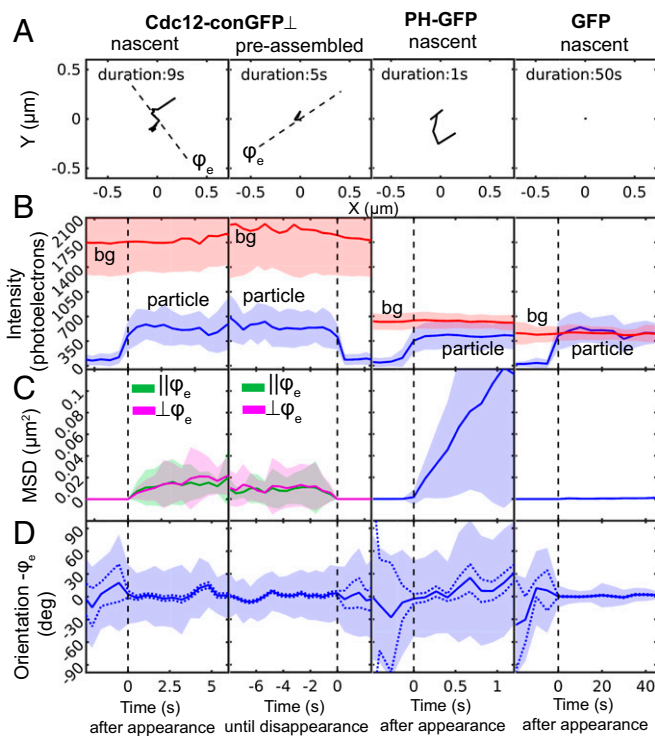 Cdc12-conGFP⊥ PH-GFP GFP
A nascent pre-assembled nascent nascent
0.5 duration:9s duration:5s duration:1s duration:50s
Y (µm) 0
-0.5 φe φe
-0.5 0 0.5 -0.5 0 0.5 -0.5 0 0.5 -0.5 0 0.5
X (µm)
B
Intensity
(photoelectrons)
2100
1750
1400
1050
700
350
0
bg bg bg bg
particle particle particle particle
C
MSD (µm²)
0.1
0.08
0.06
0.04
0.02
0
||φe ||φe
⊥φe ⊥φe
D
Orientation -φe
(deg)
90
60
30
0
-30
-60
-90
0 2.5 5 -6 -4 -2 0 0 0.5 1 0 20 40
Time (s) Time (s) Time (s) Time (s)
after appearance until disappearance after appearance after appearance